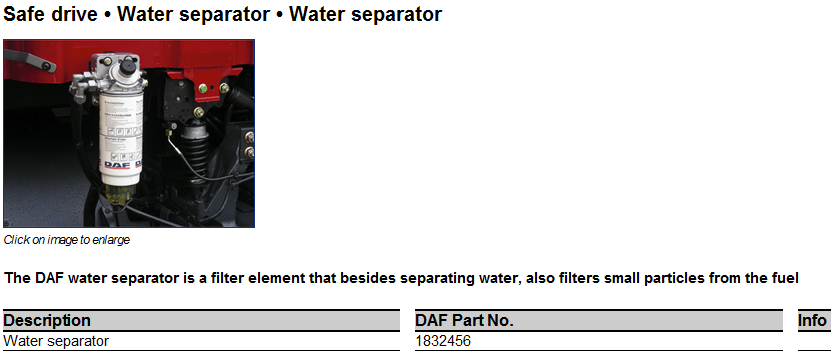 Safe drive • Water separator • Water separator
DAF
Click on image to enlarge
The DAF water separator is a filter element that besides separating water, also filters small particles from the fuel
Description DAF Part No. Info
Water separator 1832456